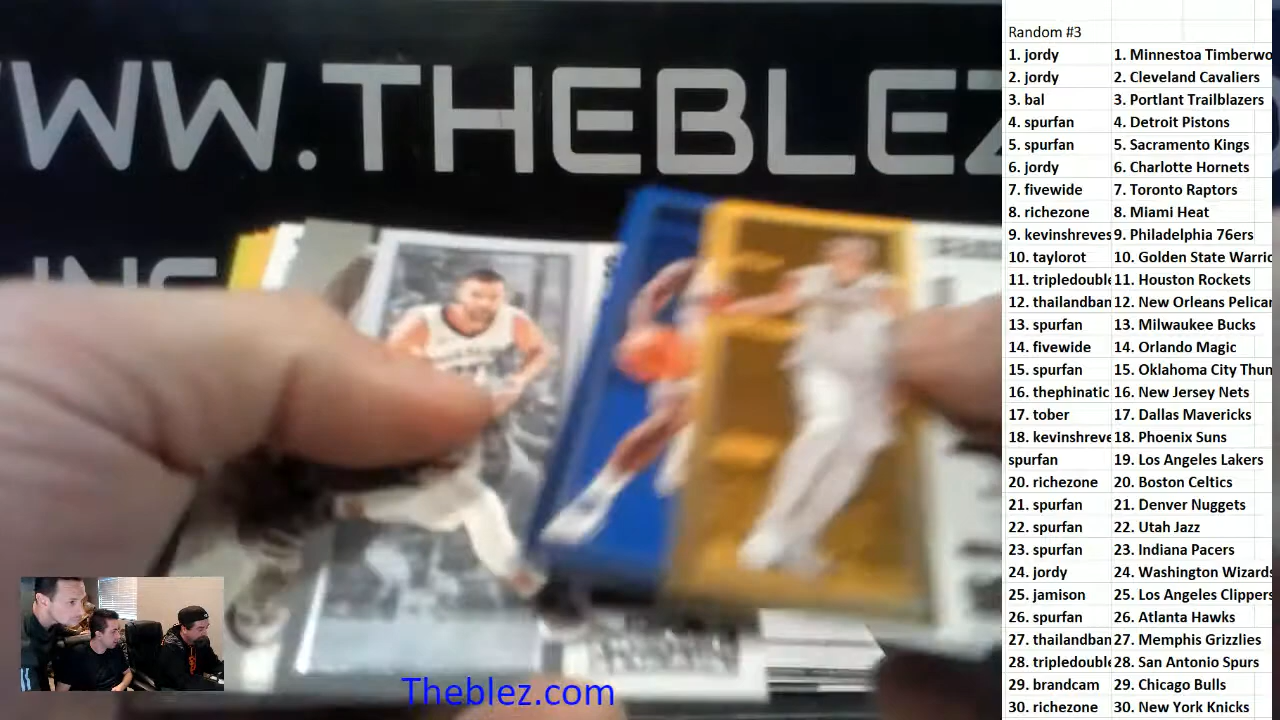 WW.THEBLEZ
Random #3
1. jordy 1. Minnestoa Timberwo
2. jordy 2. Cleveland Cavaliers
3. bal 3. Portlant Trailblazers
4. spurfan 4. Detroit Pistons
5. spurfan 5. Sacramento Kings
6. jordy 6. Charlotte Hornets
7. fivewide 7. Toronto Raptors
8. richezone 8. Miami Heat
9. kevinshreves 9. Philadelphia 76ers
10. taylorot 10. Golden State Warric
11. tripledouble 11. Houston Rockets
12. thailandban 12. New Orleans Pelican
13. spurfan 13. Milwaukee Bucks
14. fivewide 14. Orlando Magic
15. spurfan 15. Oklahoma City Thun
16. thephinatic 16. New Jersey Nets
17. tober 17. Dallas Mavericks
18. kevinshreve 18. Phoenix Suns
spurfan 19. Los Angeles Lakers
20. richezone 20. Boston Celtics
21. spurfan 21. Denver Nuggets
22. spurfan 22. Utah Jazz
23. spurfan 23. Indiana Pacers
24. jordy 24. Washington Wizards
25. jamison 25. Los Angeles Clippers
26. spurfan 26. Atlanta Hawks
27. thailandban 27. Memphis Grizzlies
28. tripledouble 28. San Antonio Spurs
29. brandcam 29. Chicago Bulls
30. richezone 30. New York Knicks
Theblez.com